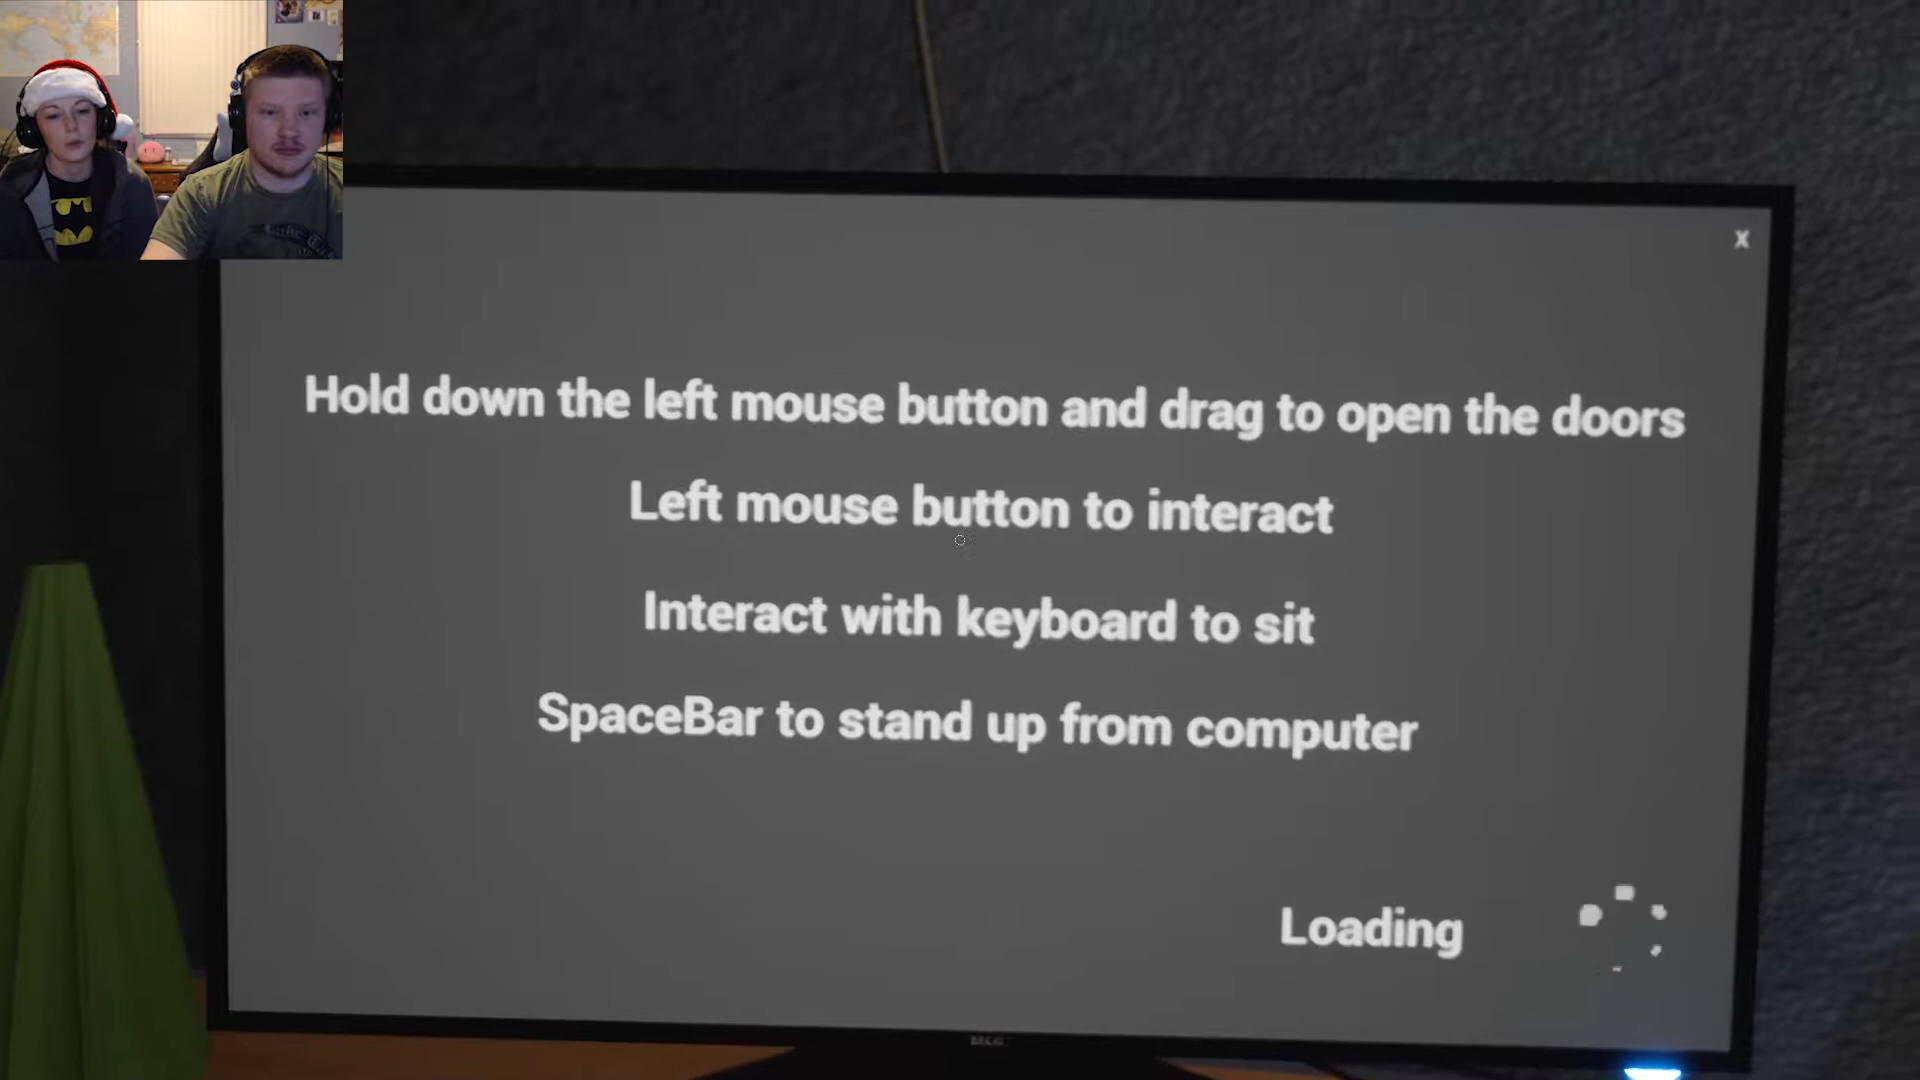 X
Hold down the left mouse button and drag to open the doors
Left mouse button to interact
Interact with keyboard to sit
SpaceBar to stand up from computer
Loading